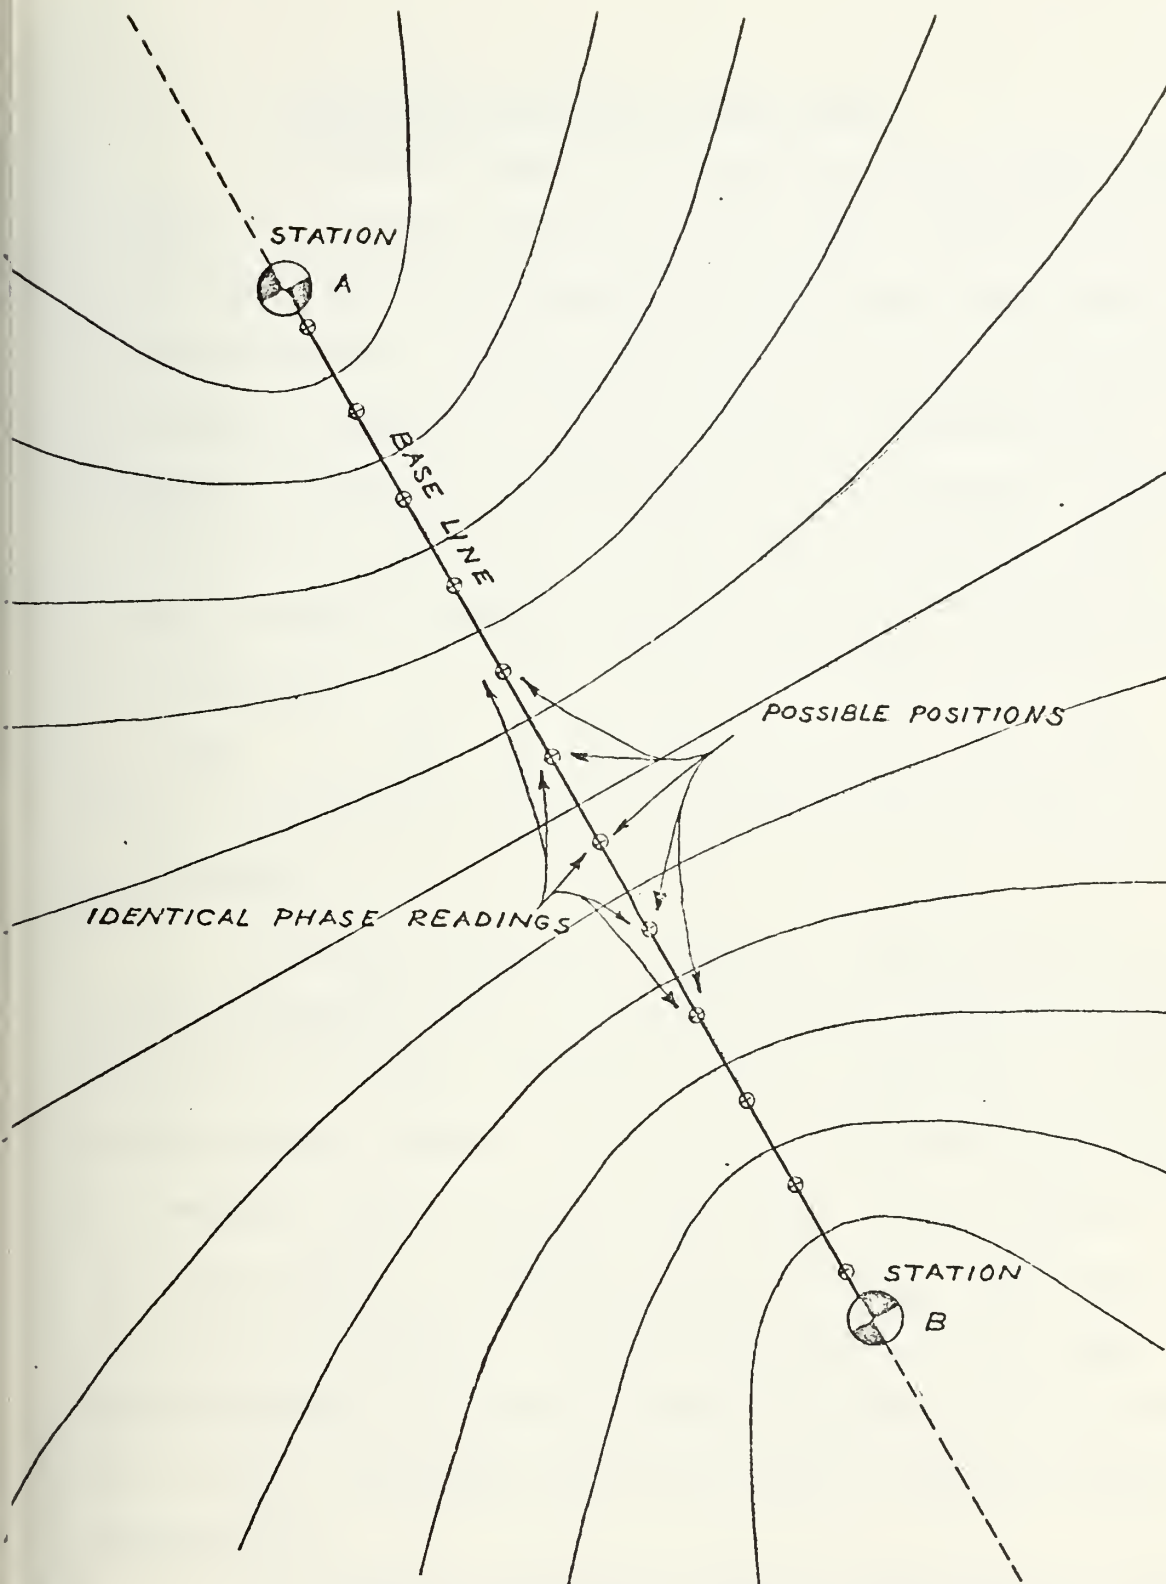 STATION
A
BASE LINE
POSSIBLE POSITIONS
IDENTICAL PHASE READINGS
STATION
B